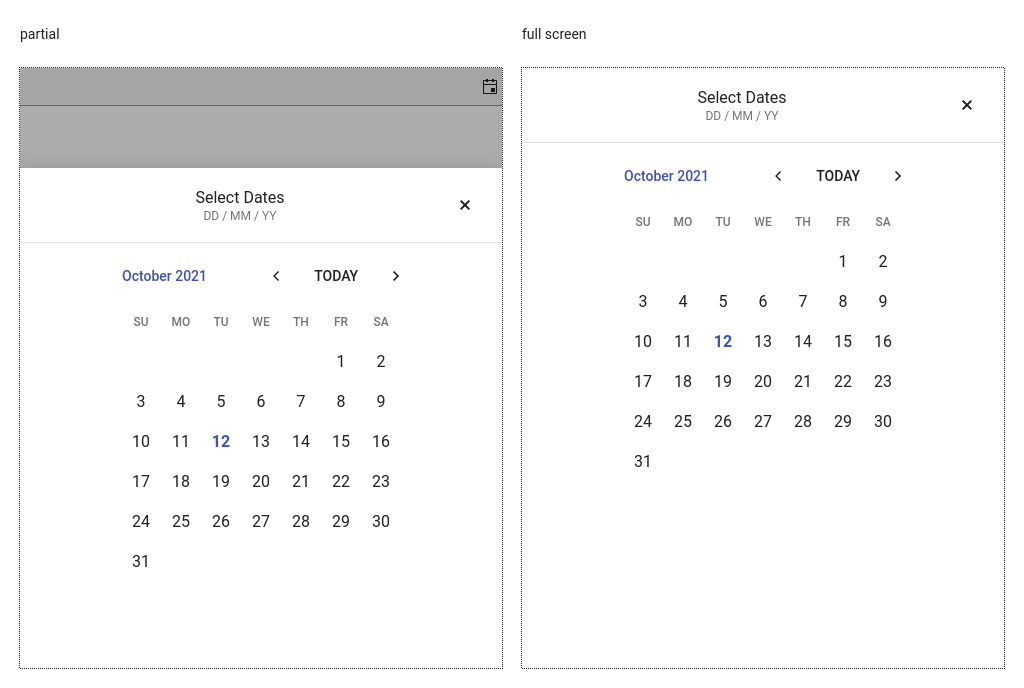 partial
Select Dates
DD / MM / YY
October 2021 TODAY
SU MO TU WE TH FR SA
1 2
3 4 5 6 7 8 9
10 11 12 13 14 15 16
17 18 19 20 21 22 23
24 25 26 27 28 29 30
31
full screen
Select Dates
DD / MM / YY
October 2021 TODAY
SU MO TU WE TH FR SA
1 2
3 4 5 6 7 8 9
10 11 12 13 14 15 16
17 18 19 20 21 22 23
24 25 26 27 28 29 30
31